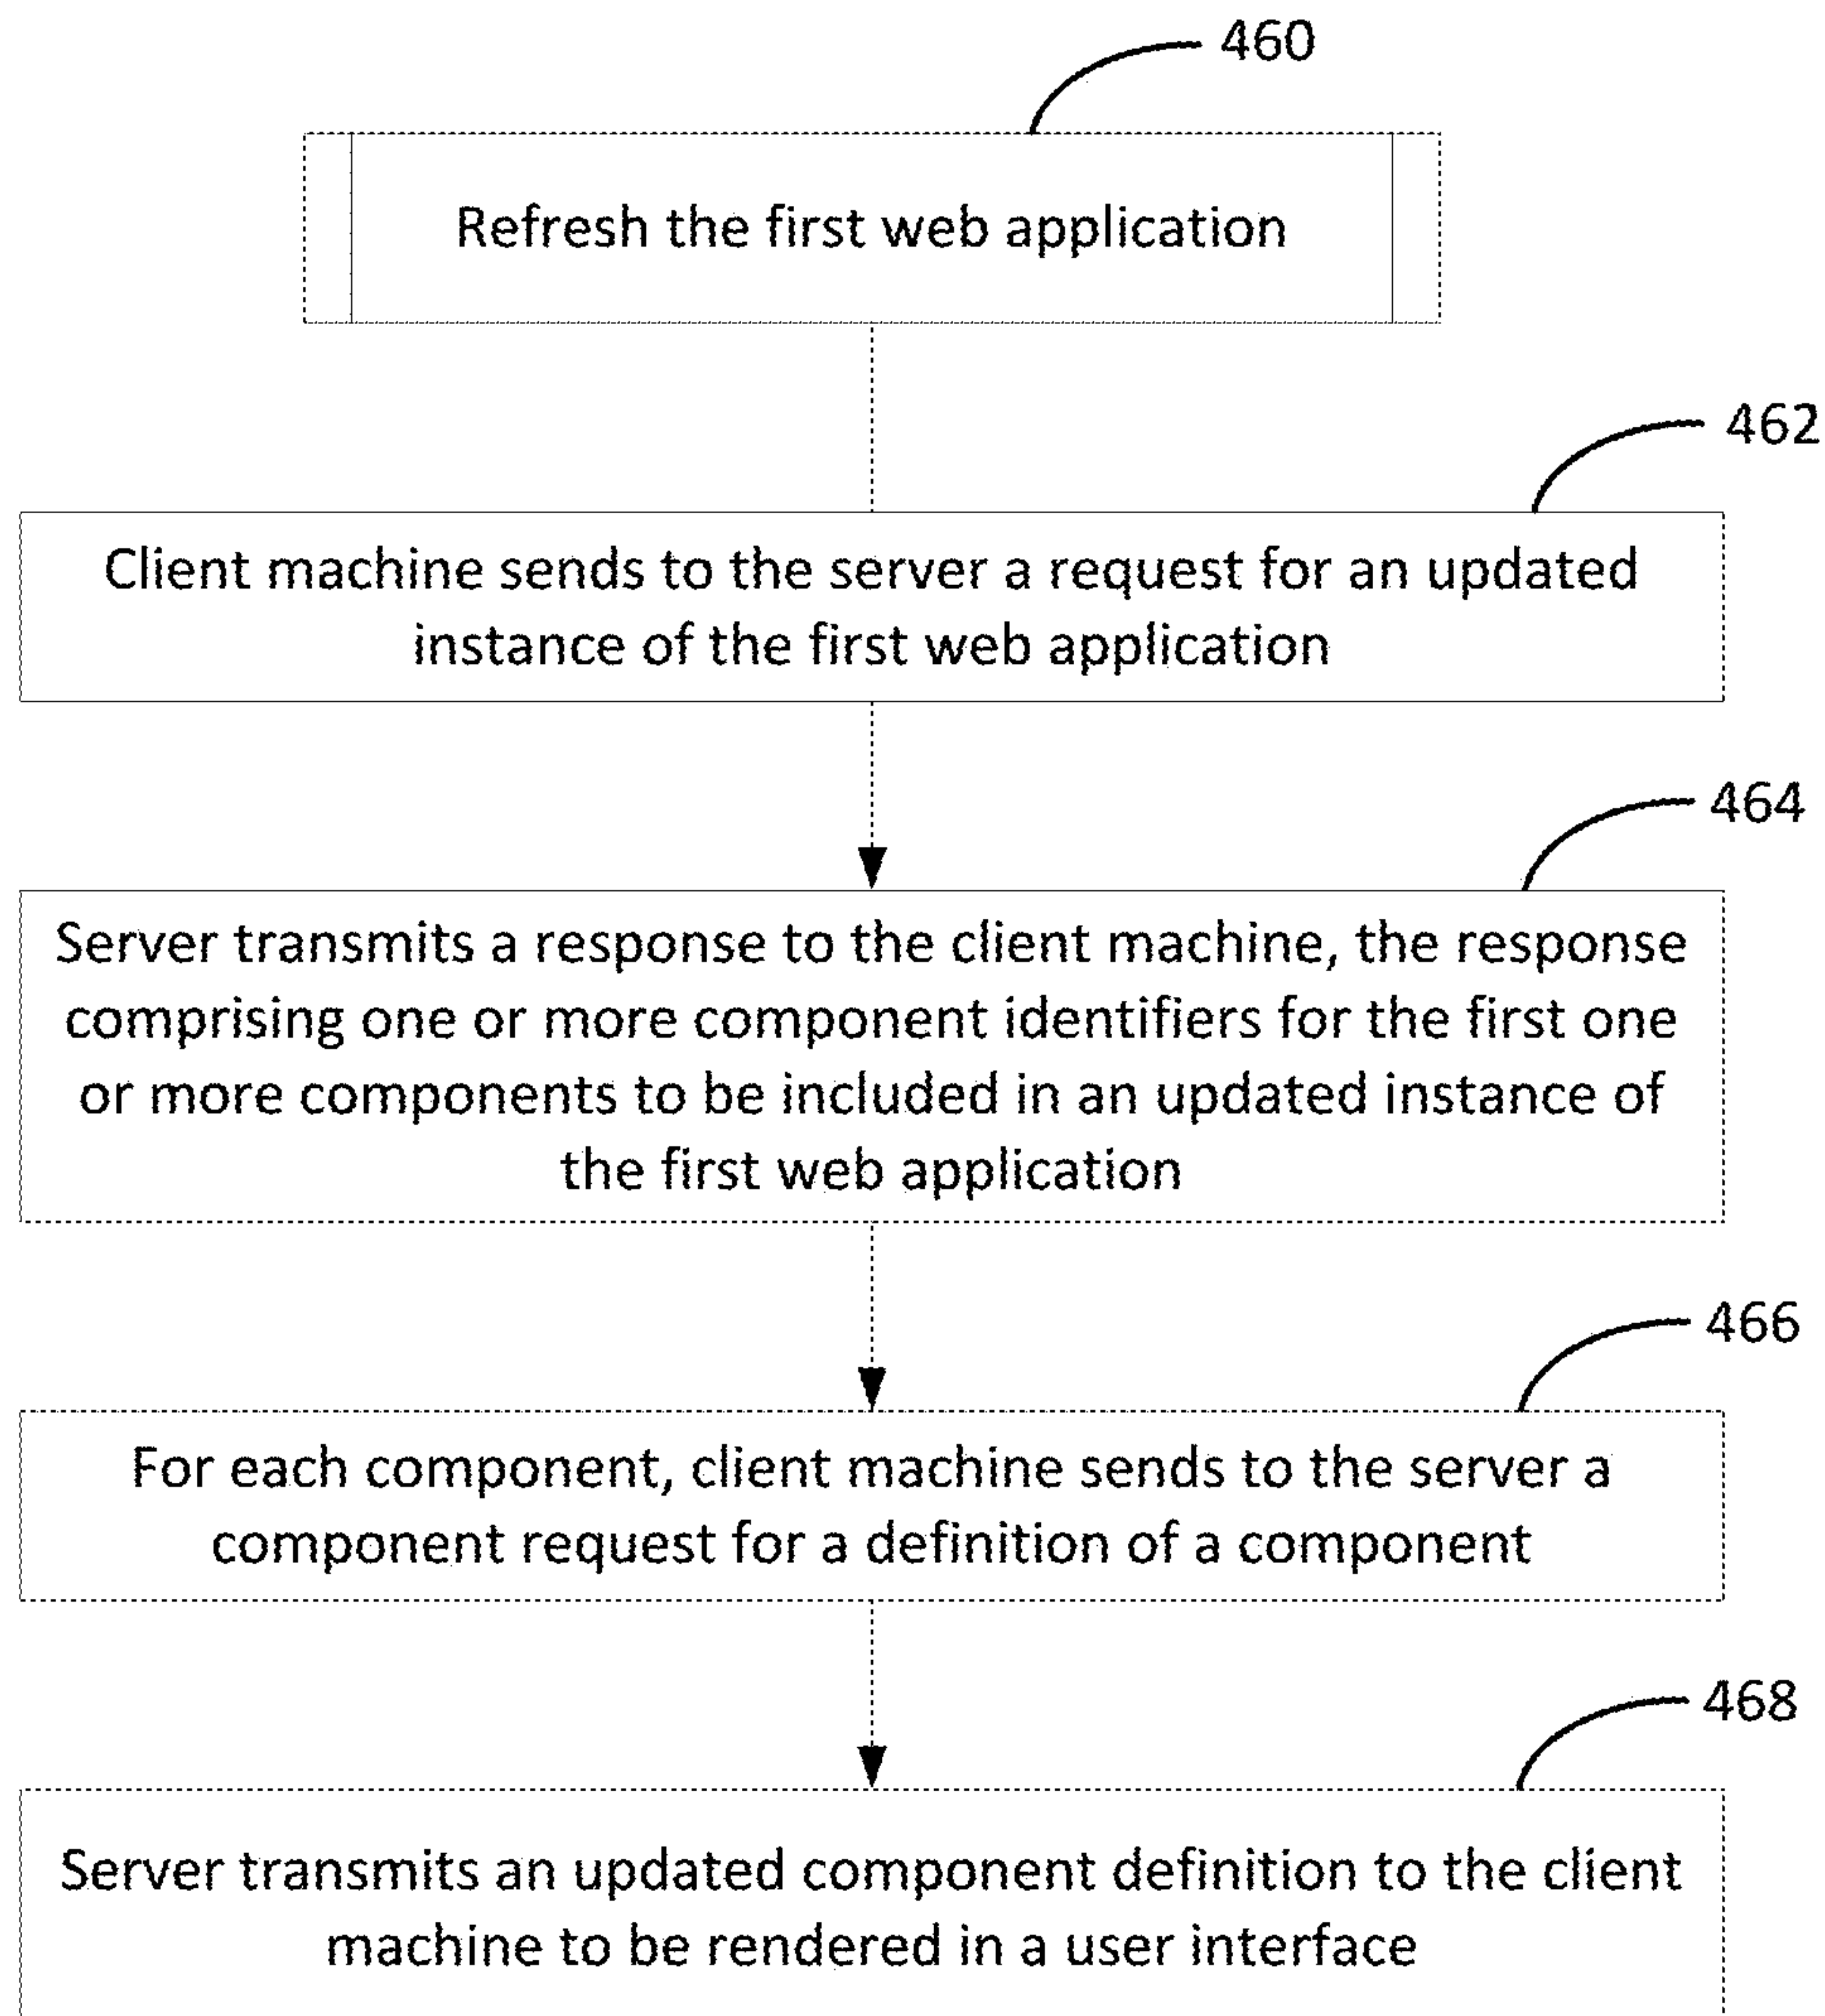 460
Refresh the first web application
462
Client machine sends to the server a request for an updated
instance of the first web application
464
Server transmits a response to the client machine, the response
comprising one or more component identifiers for the first one
or more components to be included in an updated instance of
the first web application
466
For each component, client machine sends to the server a
component request for a definition of a component
468
Server transmits an updated component definition to the client
machine to be rendered in a user interface